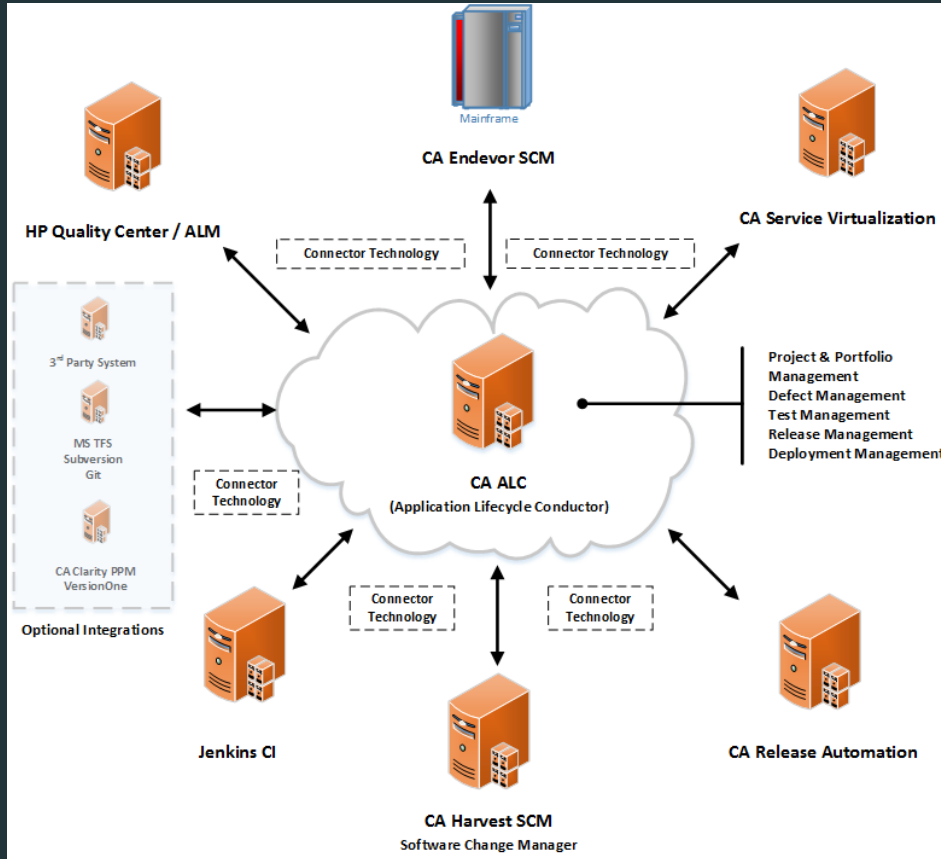 Mainframe
CA Endevor SCM
HP Quality Center / ALM
CA Service Virtualization
Connector Technology
Connector Technology
3rd Party System
MS TFS
Subversion
Git
CA Clarity PPM
VersionOne
Optional Integrations
Connector
Technology
CA ALC
(Application Lifecycle Conductor)
Project & Portfolio
Management
Defect Management
Test Management
Release Management
Deployment Management
Connector
Technology
Connector
Technology
Jenkins CI
CA Release Automation
CA Harvest SCM
Software Change Manager